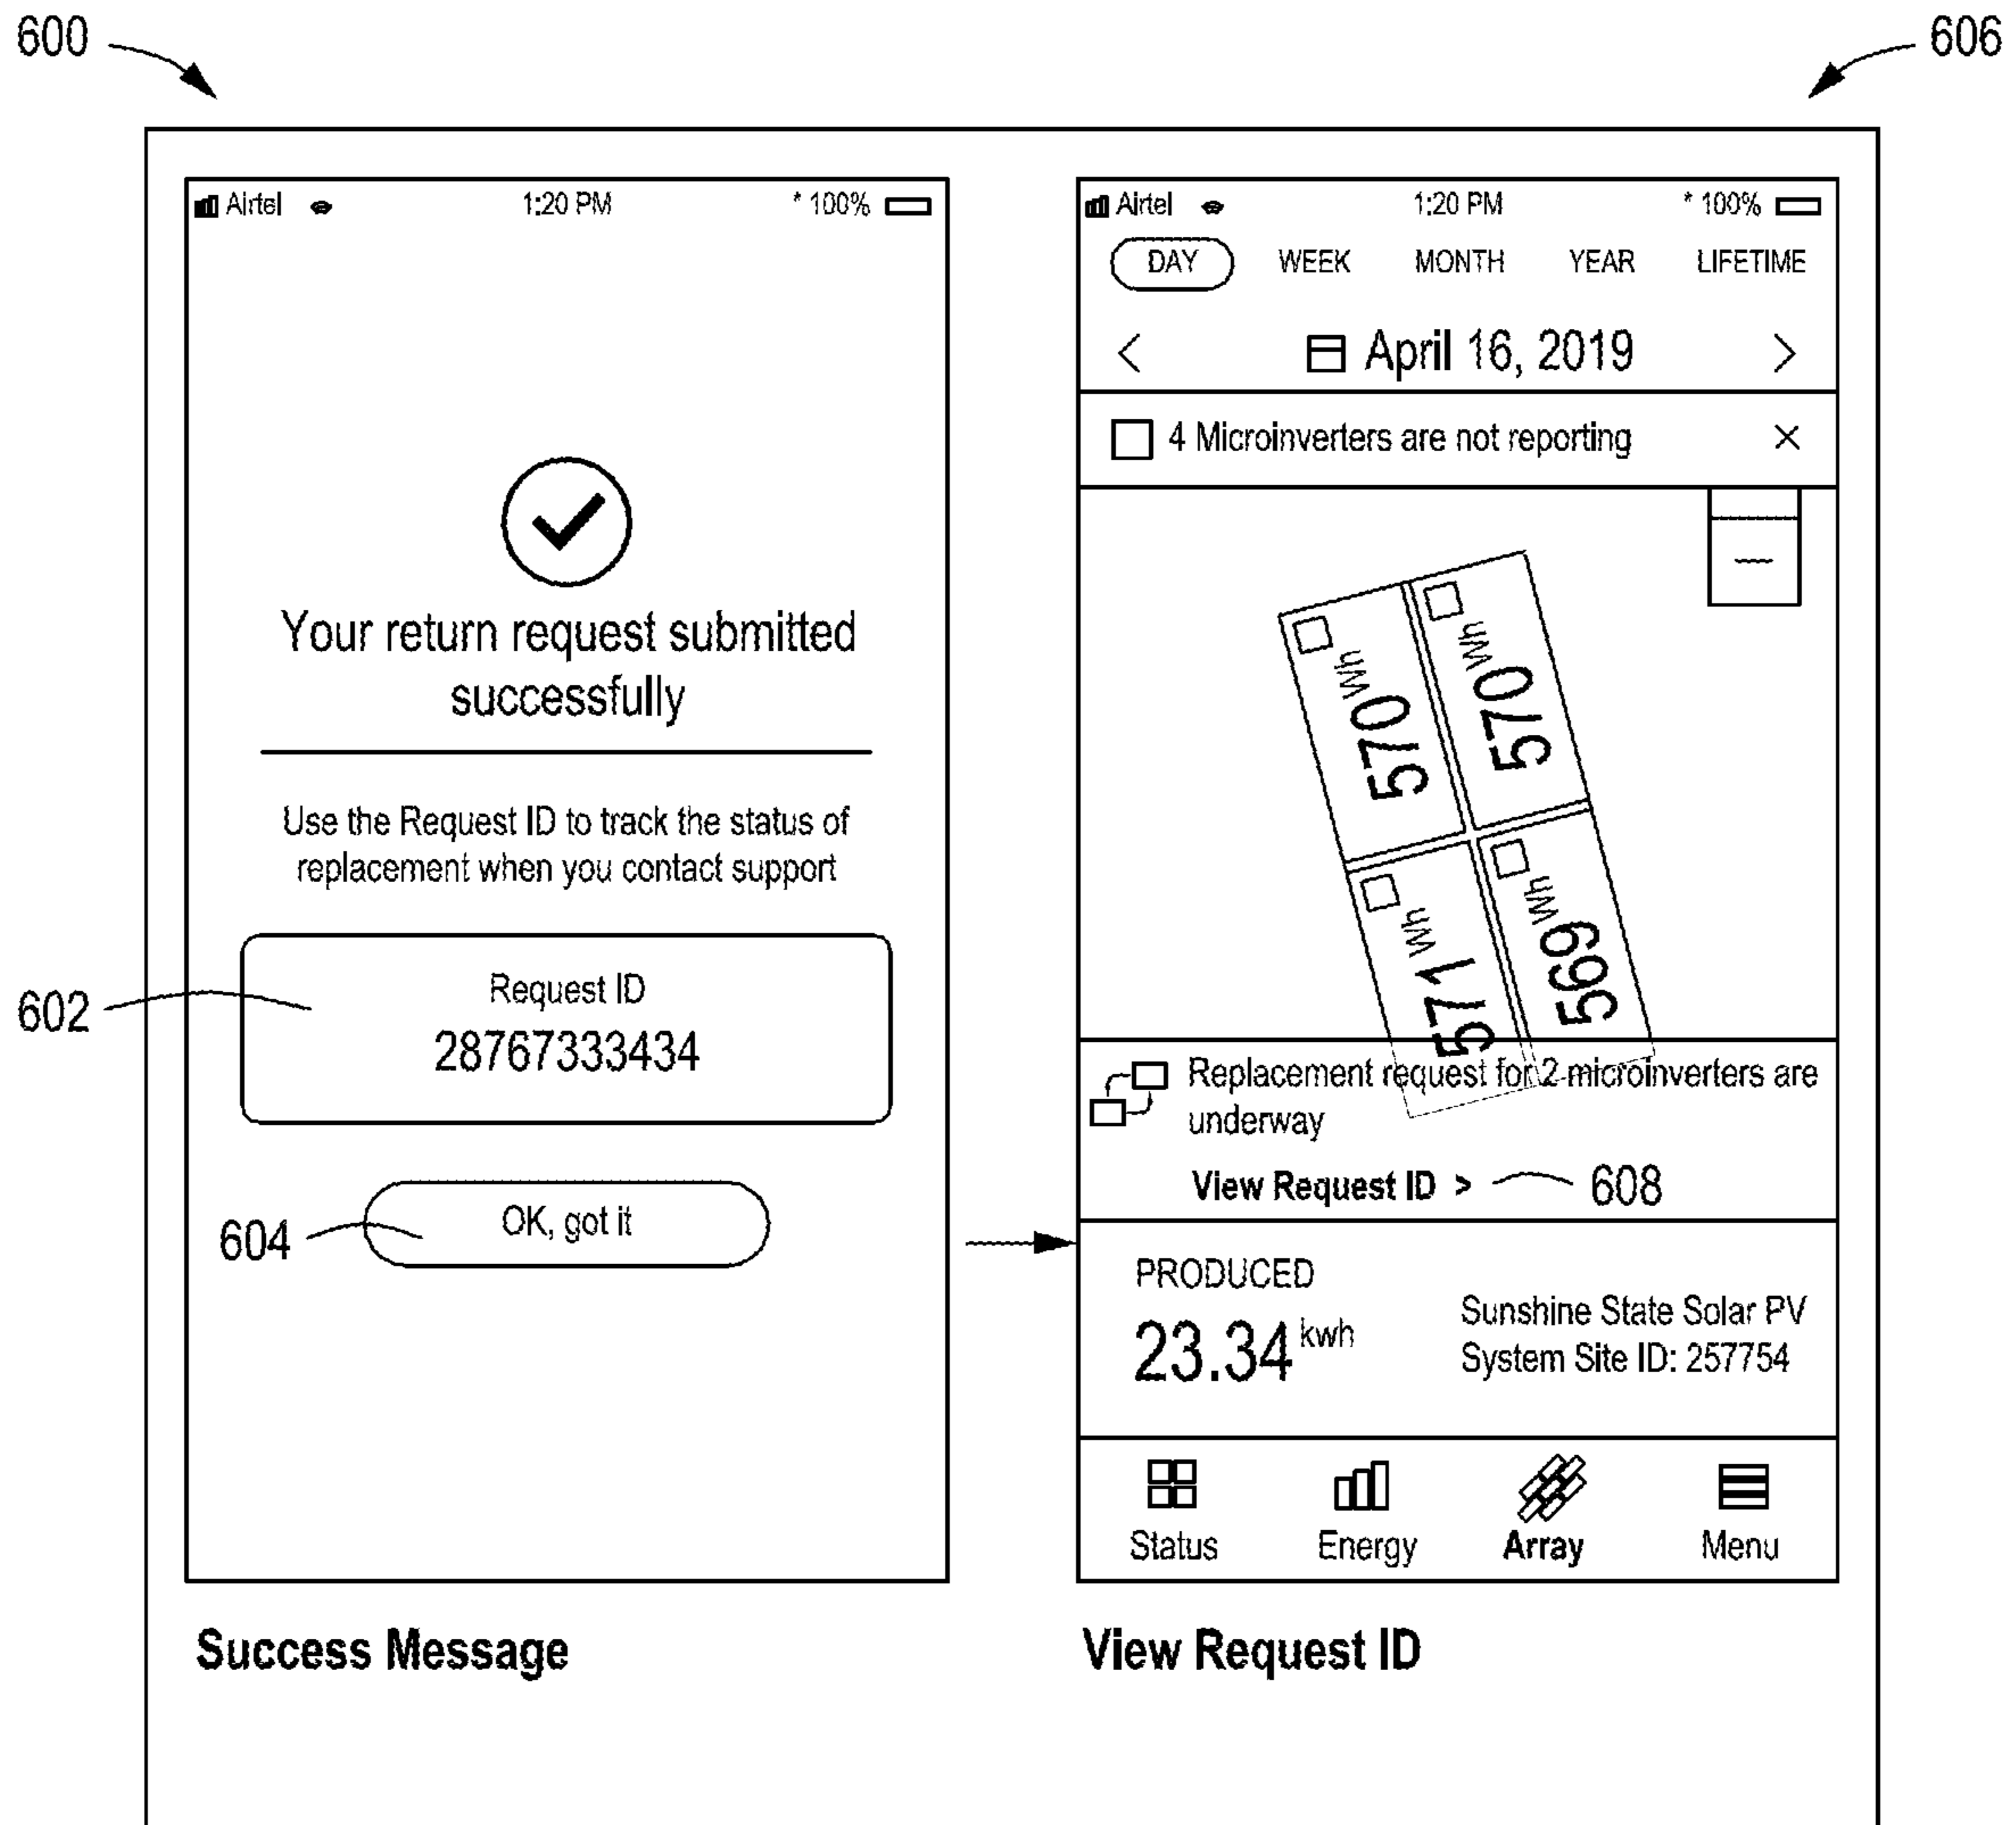 600
606
Airtel 1:20 PM * 100%
Your return request submitted
successfully
Use the Request ID to track the status of
replacement when you contact support
602
Request ID
28767333434
604
OK, got it
Success Message
Airtel 1:20 PM * 100%
DAY WEEK MONTH YEAR LIFETIME
< April 16, 2019 >
4 Microinverters are not reporting ×
570 Wh
570 Wh
571 Wh
569 Wh
Replacement request for 2 microinverters are
underway
View Request ID > 608
PRODUCED
23.34 kwh
Sunshine State Solar PV
System Site ID: 257754
Status Energy Array Menu
View Request ID